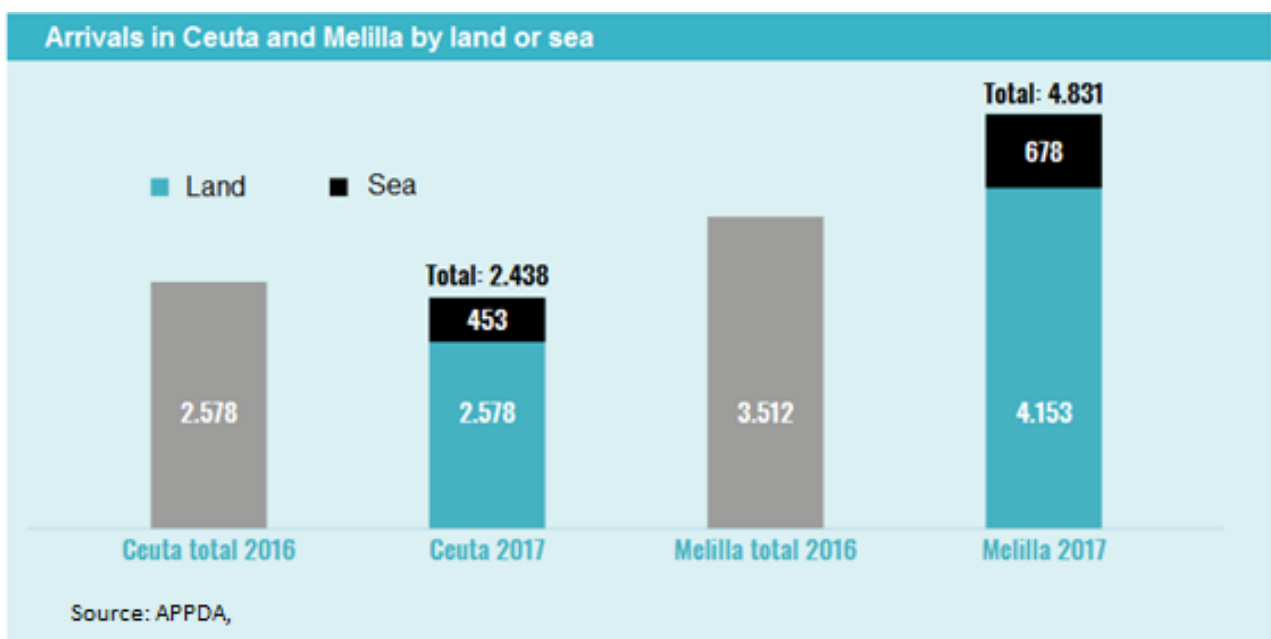 Arrivals in Ceuta and Melilla by land or sea
Total: 4.831
678
Land
Sea
Total: 2.438
453
2.578
2.578
3.512
4.153
Ceuta total 2016
Ceuta 2017
Melilla total 2016
Melilla 2017
Source: APPDA,